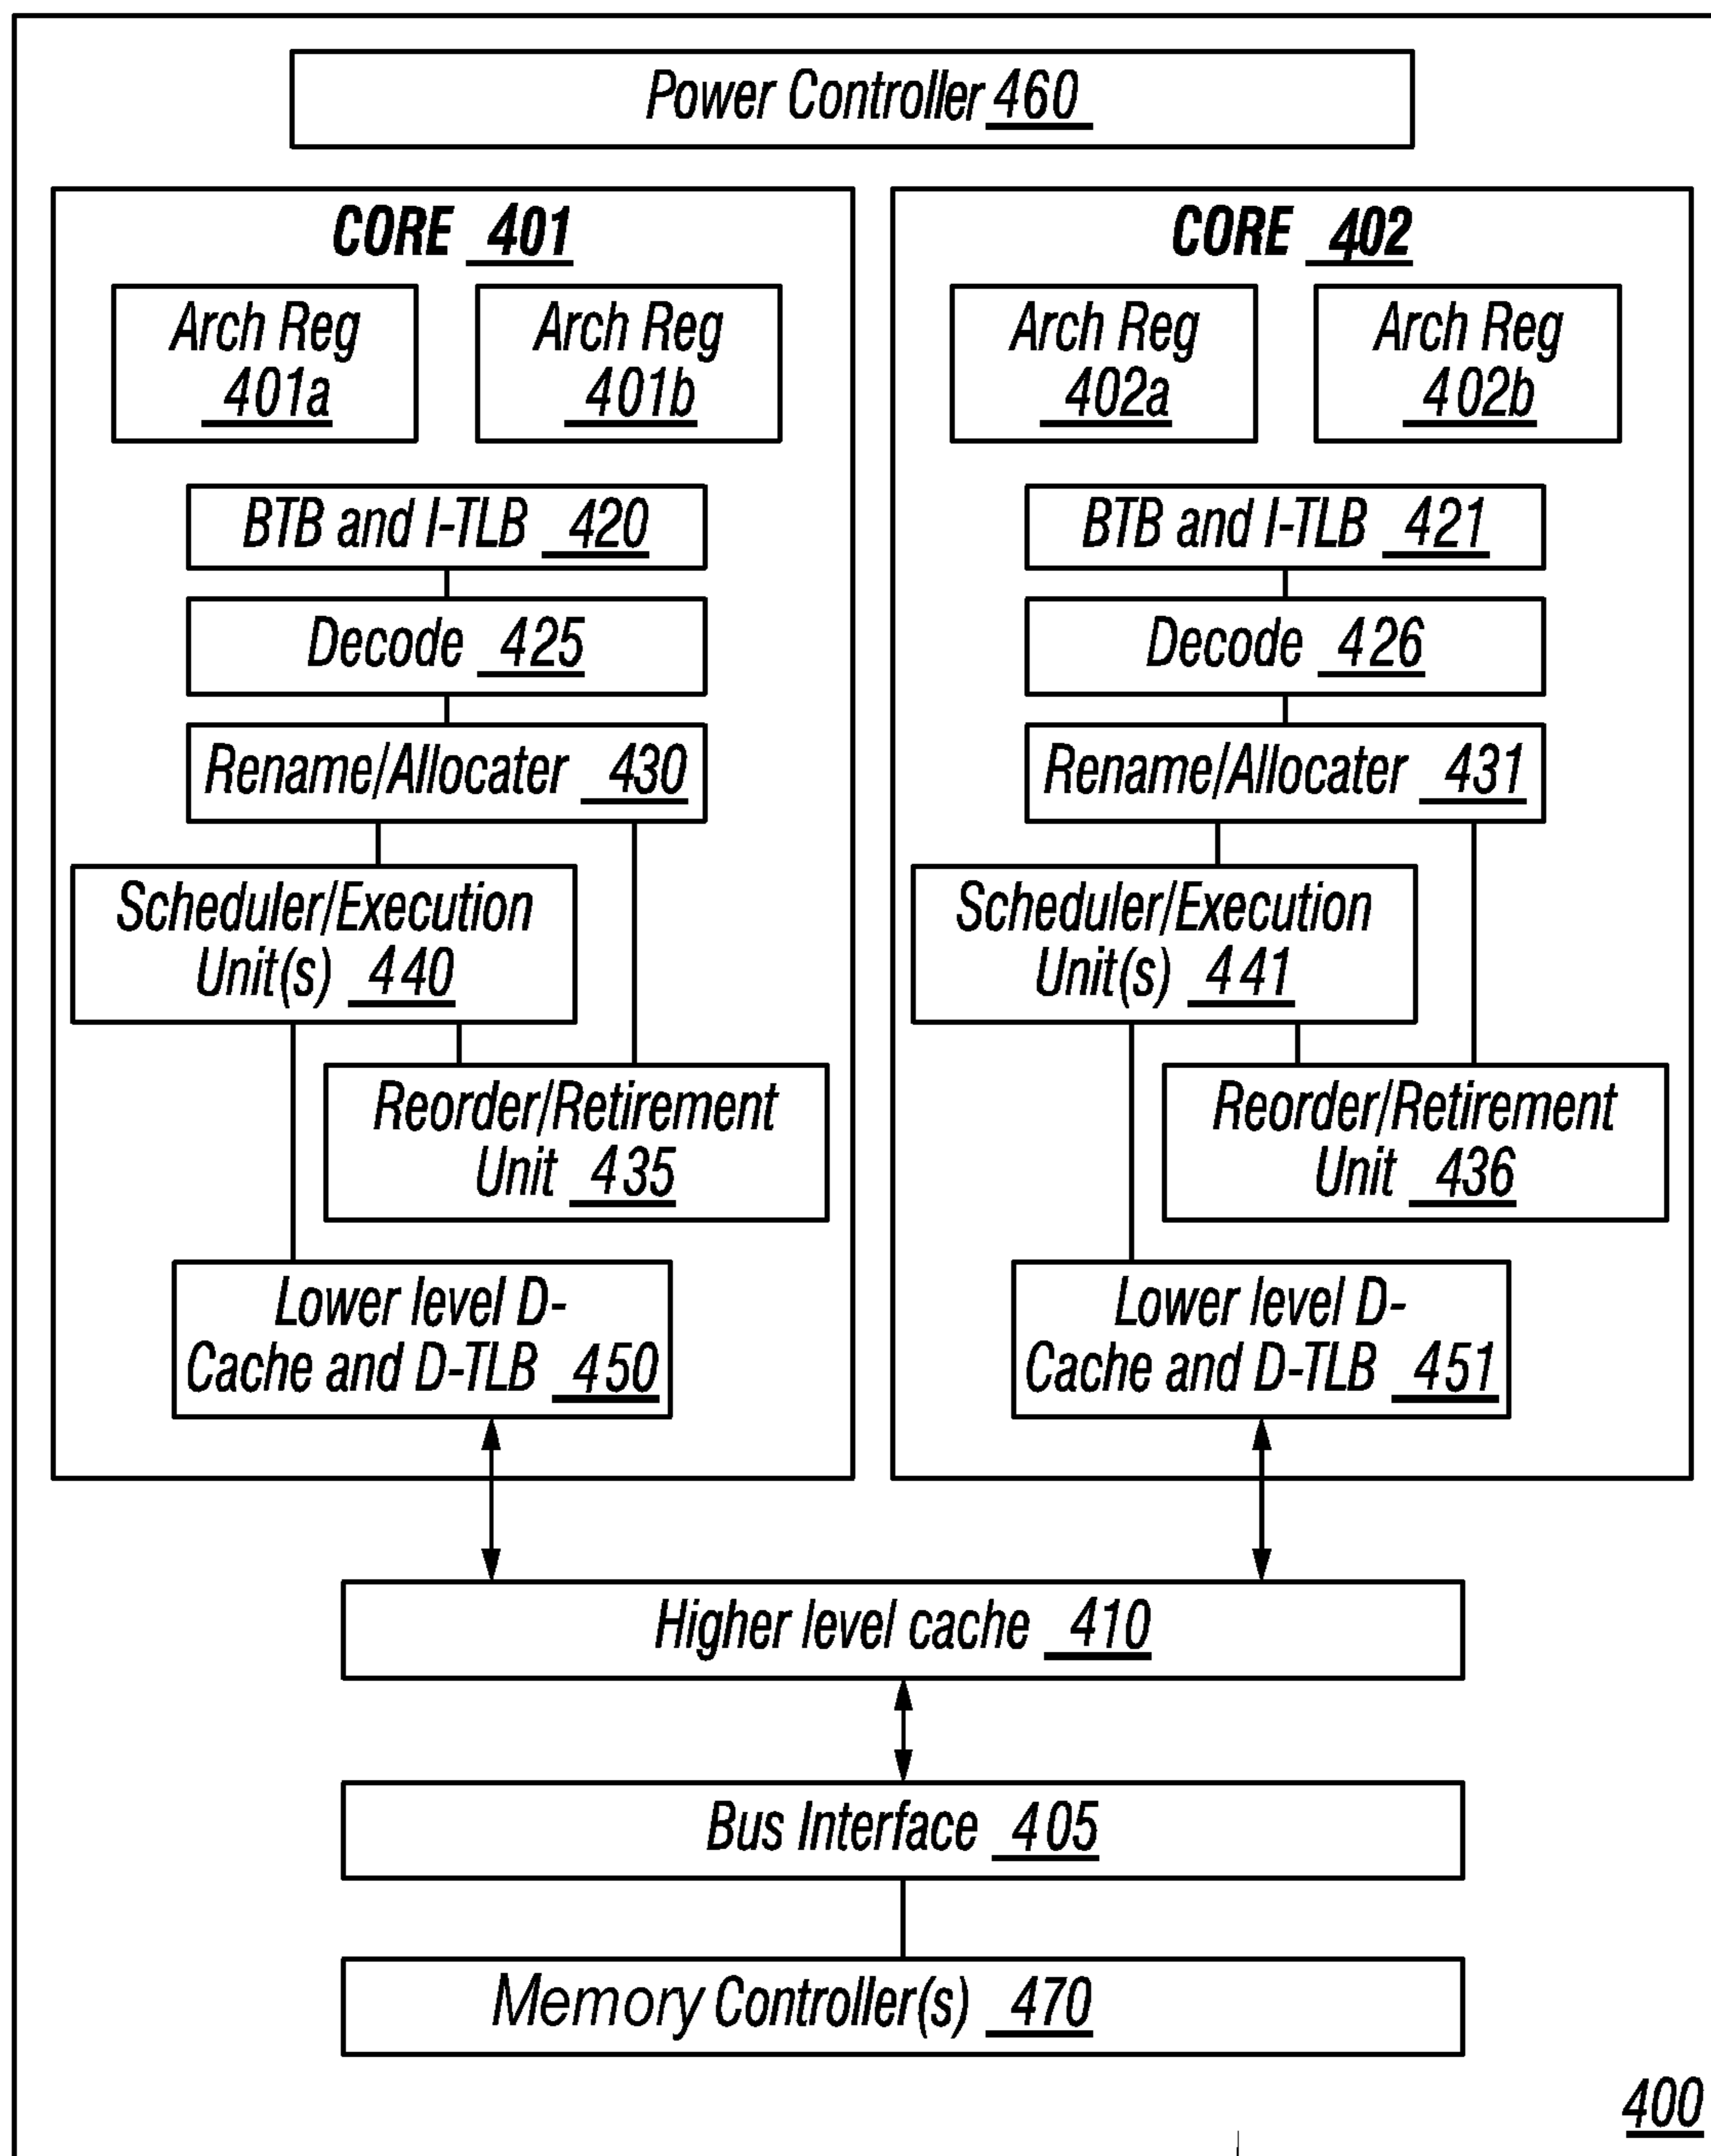 Power Controller 460
CORE 401
Arch Reg
401a
Arch Reg
401b
BTB and I-TLB 420
Decode 425
Rename/Allocater 430
Scheduler/Execution
Unit(s) 440
Reorder/Retirement
Unit 435
Lower level D-
Cache and D-TLB 450
CORE 402
Arch Reg
402a
Arch Reg
402b
BTB and I-TLB 421
Decode 426
Rename/Allocater 431
Scheduler/Execution
Unit(s) 441
Reorder/Retirement
Unit 436
Lower level D-
Cache and D-TLB 451
Higher level cache 410
Bus Interface 405
Memory Controller(s) 470
400